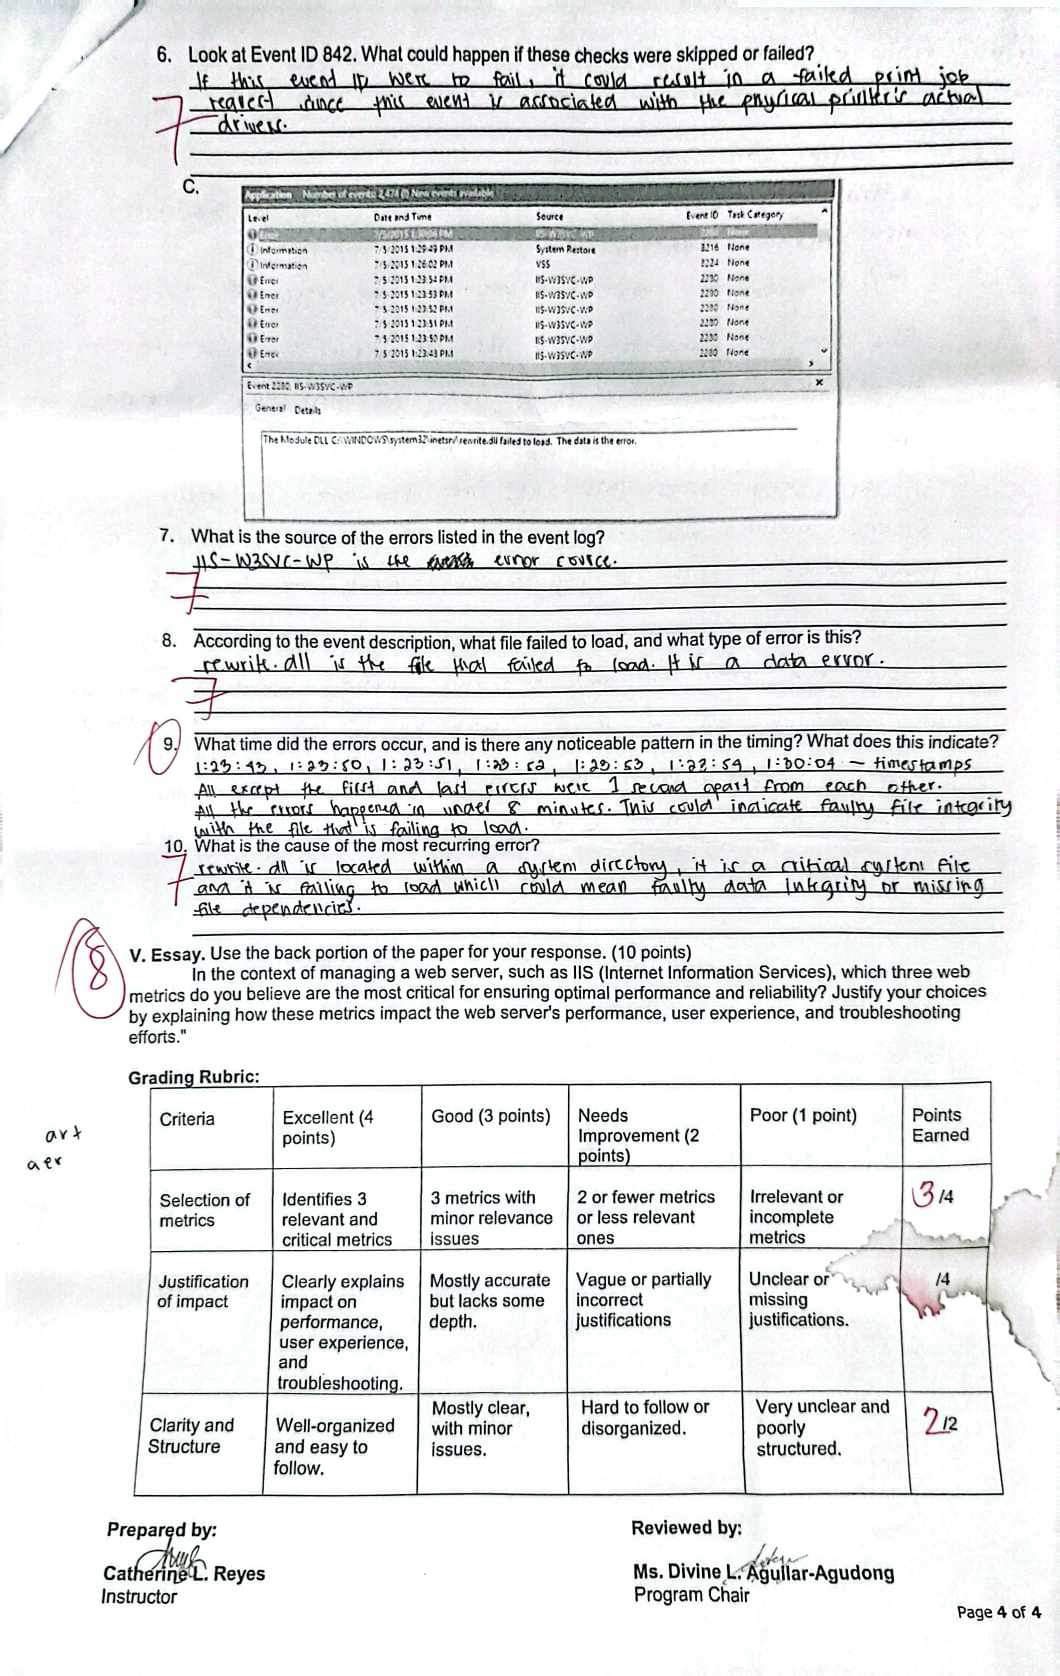 6. Look at Event ID 842. What could happen if these checks were skipped or failed?
If this event ID were to fail, it could result in a failed print job
since this event is associated with the physical printer's actual
drivers.
C.
Application Number of events: 2,474 (!) New events available
Level Date and Time Source Event ID Task Category
Information 7/5/2015 1:29:49 PM System Restore 8216 None
Information 7/5/2015 1:26:02 PM VSS 8224 None
Error 7/5/2015 1:23:54 PM IIS-W3SVC-WP 2280 None
Error 7/5/2015 1:23:53 PM IIS-W3SVC-WP 2280 None
Error 7/5/2015 1:23:52 PM IIS-W3SVC-WP 2280 None
Error 7/5/2015 1:23:51 PM IIS-W3SVC-WP 2280 None
Error 7/5/2015 1:23:50 PM IIS-W3SVC-WP 2280 None
Error 7/5/2015 1:23:43 PM IIS-W3SVC-WP 2280 None
Event 2280, IIS-W3SVC-WP
General Details
The Module DLL C:\WINDOWS\system32\inetsrv\rewrite.dll failed to load. The data is the error.
7. What is the source of the errors listed in the event log?
IIS-W3SVC-WP is the error source.
8. According to the event description, what file failed to load, and what type of error is this?
rewrite.dll is the file that failed to load. It is a data error.
9. What time did the errors occur, and is there any noticeable pattern in the timing? What does this indicate?
1:23:43, 1:23:50, 1:23:51, 1:23:52, 1:23:53, 1:23:54, 1:30:04 - timestamps
All except the first and last errors were 1 second apart from each other.
All the errors happened in under 8 minutes. This could indicate faulty file integrity
with the file that is failing to load.
10. What is the cause of the most recurring error?
rewrite.dll is located within a system directory, it is a critical system file
and it is failing to load which could mean faulty data integrity or missing
file dependencies.
8
V. Essay. Use the back portion of the paper for your response. (10 points)
In the context of managing a web server, such as IIS (Internet Information Services), which three web
metrics do you believe are the most critical for ensuring optimal performance and reliability? Justify your choices
by explaining how these metrics impact the web server's performance, user experience, and troubleshooting
efforts."
Grading Rubric:
Criteria Excellent (4 points) Good (3 points) Needs Improvement (2 points) Poor (1 point) Points Earned
art
aer
Selection of metrics Identifies 3 relevant and critical metrics 3 metrics with minor relevance issues 2 or fewer metrics or less relevant ones Irrelevant or incomplete metrics 3/4
Justification of impact Clearly explains impact on performance, user experience, and troubleshooting. Mostly accurate but lacks some depth. Vague or partially incorrect justifications Unclear or missing justifications. /4
Clarity and Structure Well-organized and easy to follow. Mostly clear, with minor issues. Hard to follow or disorganized. Very unclear and poorly structured. 2/2
Prepared by: Reviewed by:
Catherine L. Reyes Ms. Divine L. Aguilar-Agudong
Instructor Program Chair
Page 4 of 4